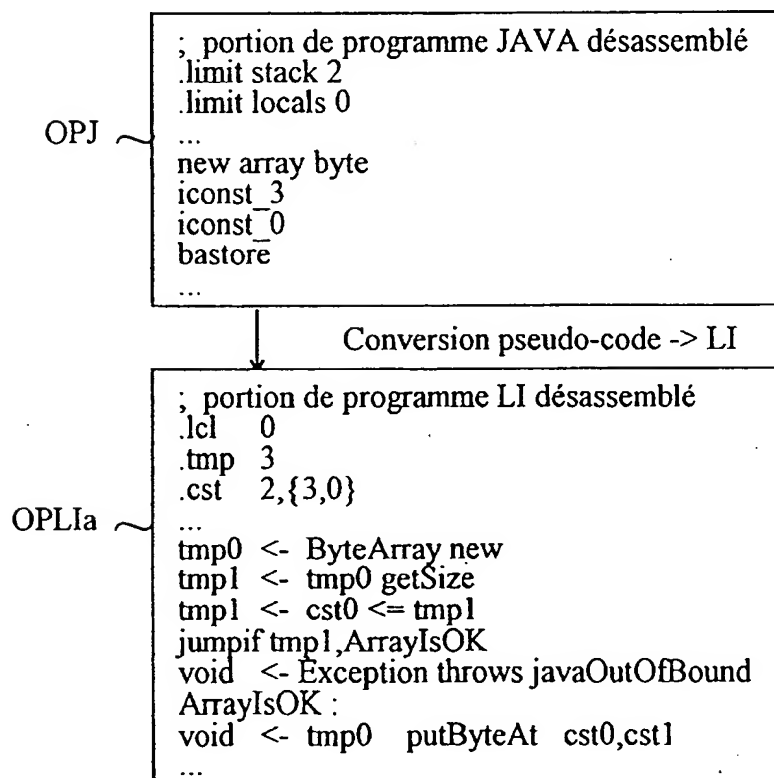 ; portion de programme JAVA désassemblé
.limit stack 2
.limit locals 0
OPJ
...
new array byte
iconst_3
iconst_0
bastore
...
Conversion pseudo-code -> LI
; portion de programme LI désassemblé
.lcl 0
.tmp 3
.cst 2,{3,0}
OPLIa
...
tmp0 <- ByteArray new
tmp1 <- tmp0 getSize
tmp1 <- cst0 <= tmp1
jumpif tmp1,ArrayIsOK
void <- Exception throws javaOutOfBound
ArrayIsOK :
void <- tmp0 putByteAt cst0,cst1
...